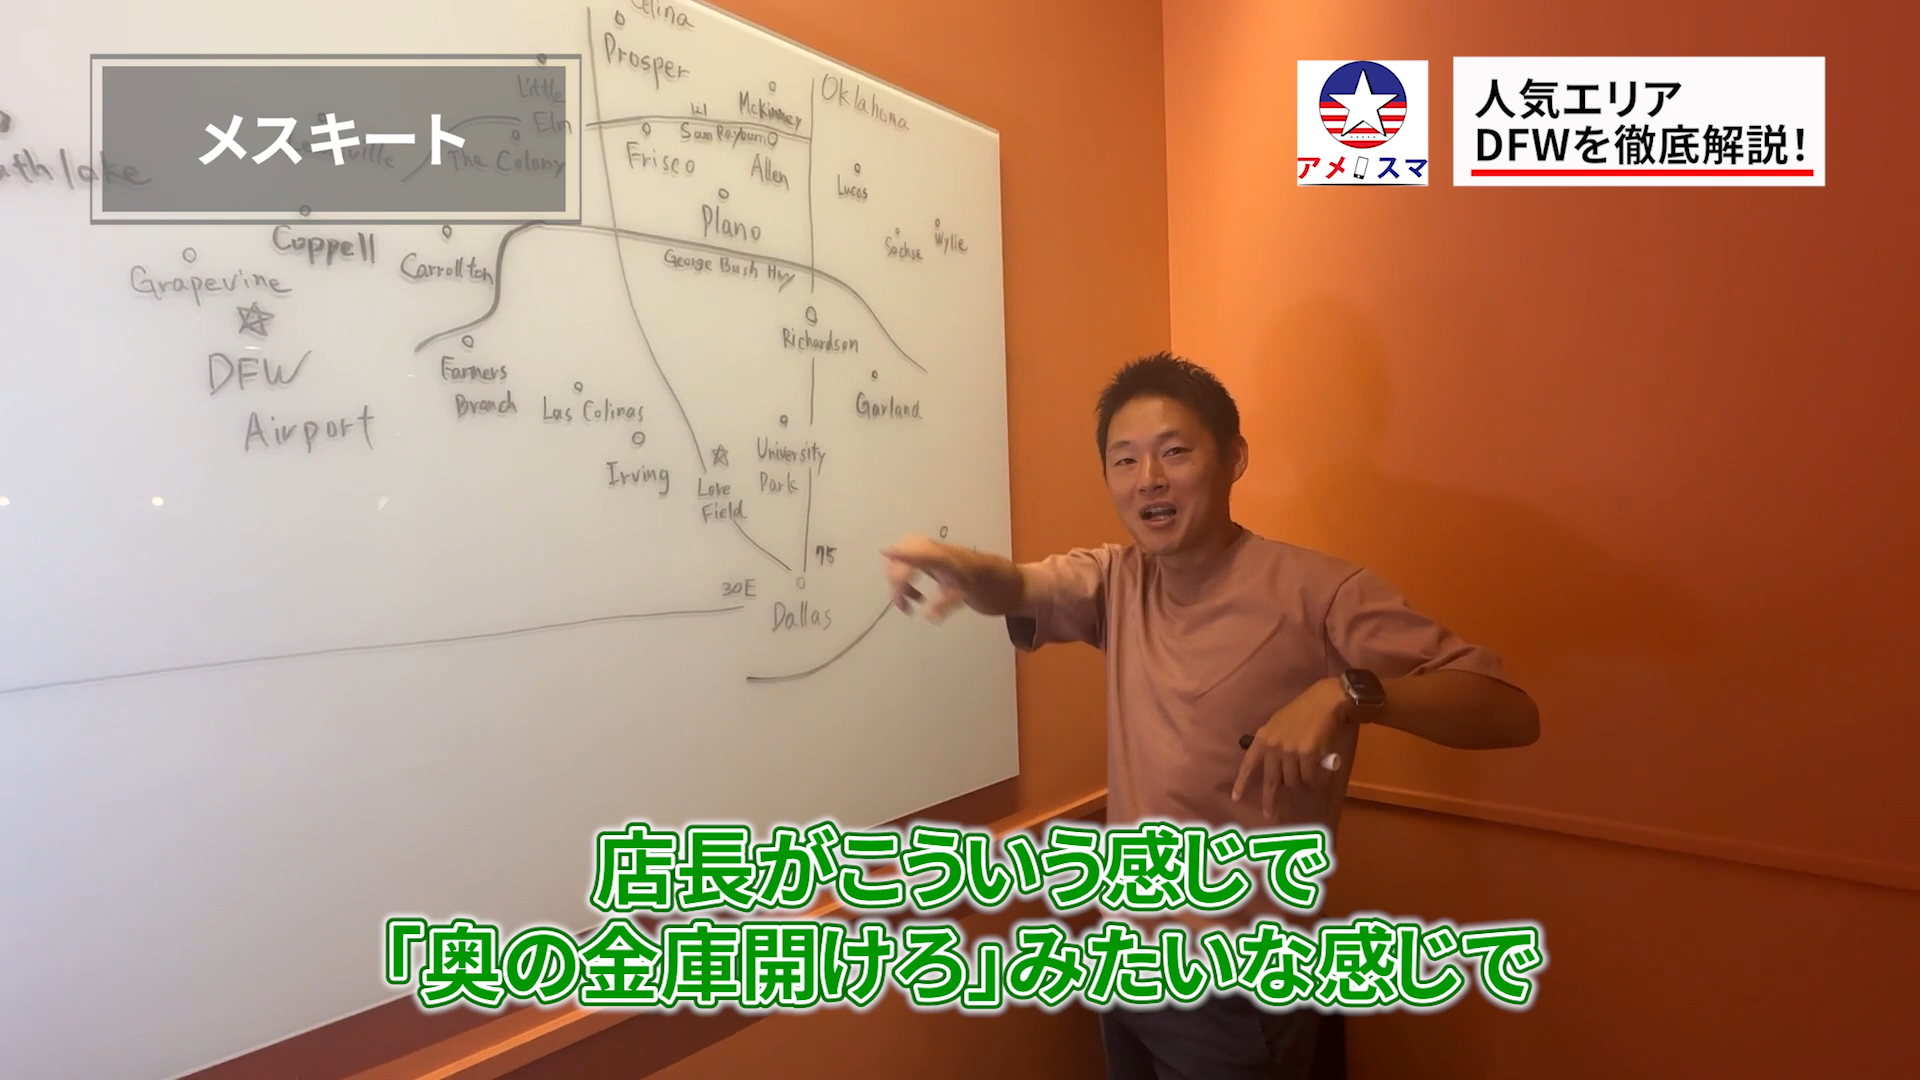 メスキート
アメスマ
人気エリア
DFWを徹底解説!
Celina
Prosper
Little
Elm
The Colony
121
Sam Rayburn
McKinney
Oklahoma
Frisco
Allen
Lucas
Plano
Sachse
Wylie
George Bush Hwy
Coppell
Carrollton
Grapevine
DFW
Airport
Farmers
Branch
Las Colinas
Irving
Richardson
Garland
University
Park
Love
Field
75
30E
Dallas
店長がこういう感じで
「奥の金庫開けろ」みたいな感じで